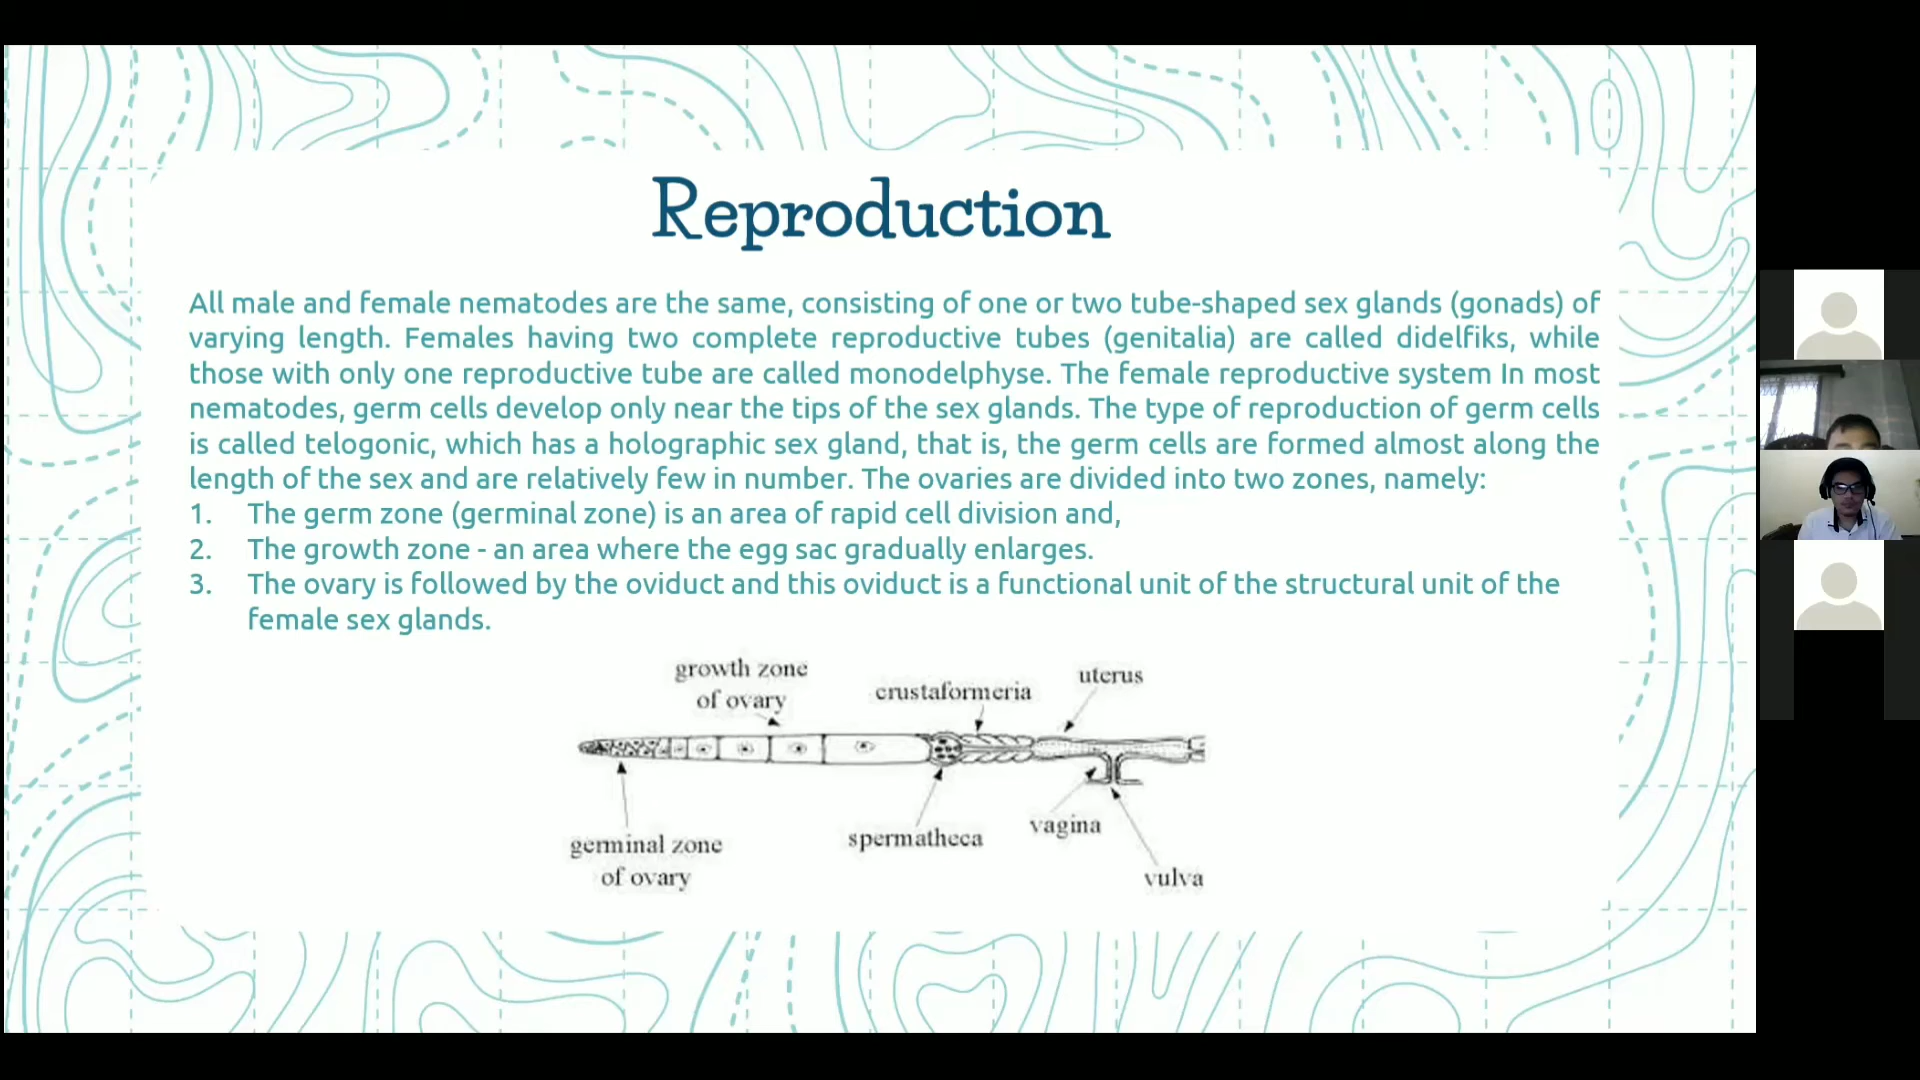 Reproduction
All male and female nematodes are the same, consisting of one or two tube-shaped sex glands (gonads) of
varying length. Females having two complete reproductive tubes (genitalia) are called didelfiks, while
those with only one reproductive tube are called monodelphyse. The female reproductive system In most
nematodes, germ cells develop only near the tips of the sex glands. The type of reproduction of germ cells
is called telogonic, which has a holographic sex gland, that is, the germ cells are formed almost along the
length of the sex and are relatively few in number. The ovaries are divided into two zones, namely:
1. The germ zone (germinal zone) is an area of rapid cell division and,
2. The growth zone - an area where the egg sac gradually enlarges.
3. The ovary is followed by the oviduct and this oviduct is a functional unit of the structural unit of the
female sex glands.
growth zone
of ovary
crustaformeria
uterus
germinal zone
of ovary
spermatheca
vagina
vulva